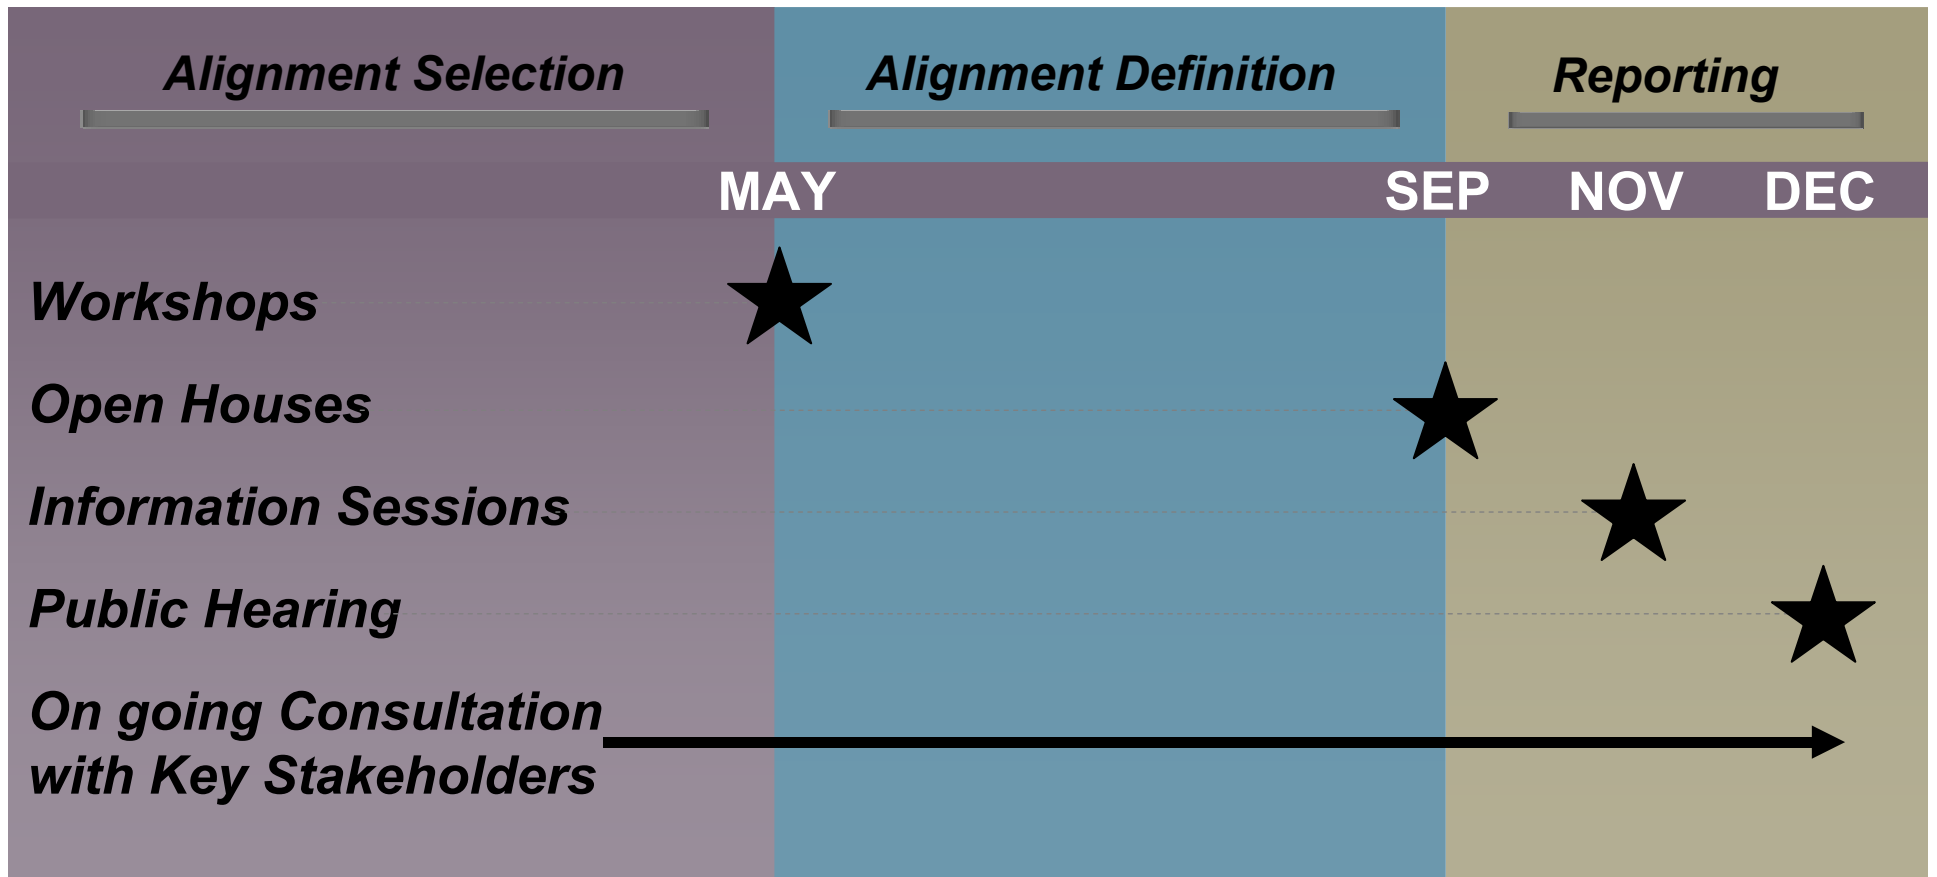 Alignment Selection
Alignment Definition
Reporting
MAY
SEP
NOV
DEC
Workshops
Open Houses
Information Sessions
Public Hearing
On going Consultation
with Key Stakeholders